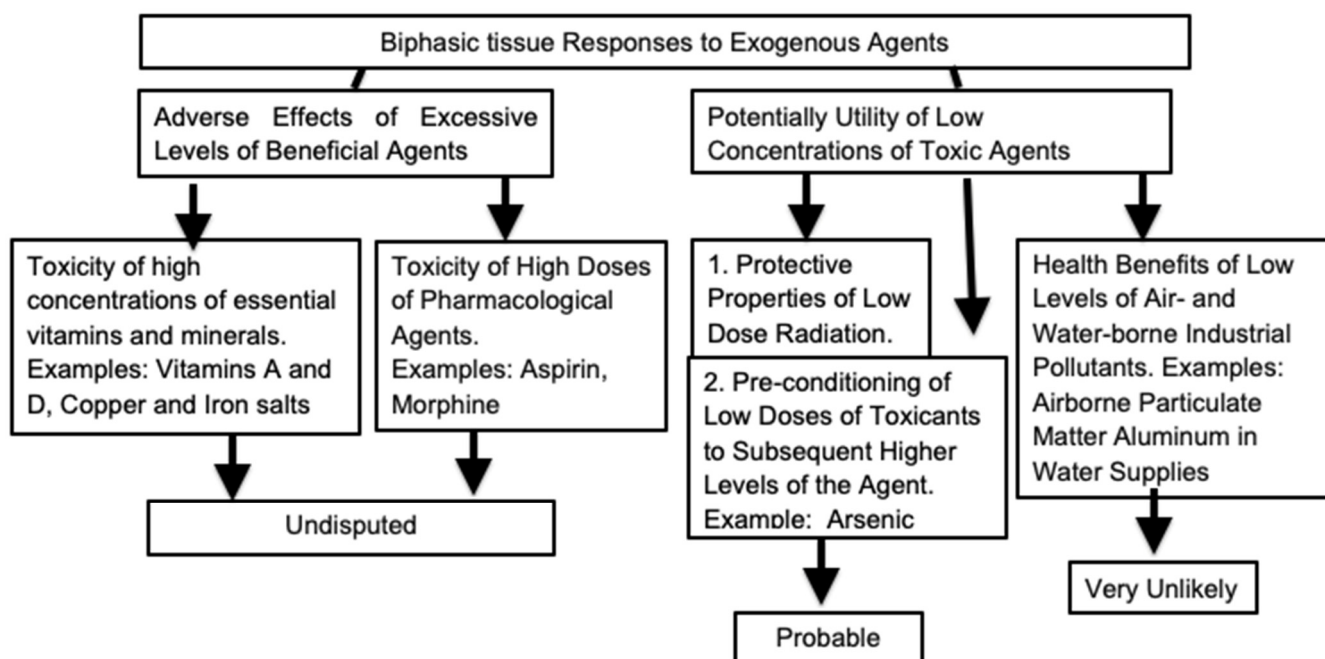 Biphasic tissue Responses to Exogenous Agents
Adverse Effects of Excessive
Levels of Beneficial Agents
Potentially Utility of Low
Concentrations of Toxic Agents
Toxicity of high
concentrations of essential
vitamins and minerals.
Examples: Vitamins A and
D, Copper and Iron salts
Toxicity of High Doses
of Pharmacological
Agents.
Examples: Aspirin,
Morphine
1. Protective
Properties of Low
Dose Radiation.
2. Pre-conditioning of
Low Doses of Toxicants
to Subsequent Higher
Levels of the Agent.
Example: Arsenic
Health Benefits of Low
Levels of Air- and
Water-borne Industrial
Pollutants. Examples:
Airborne Particulate
Matter Aluminum in
Water Supplies
Undisputed
Probable
Very Unlikely